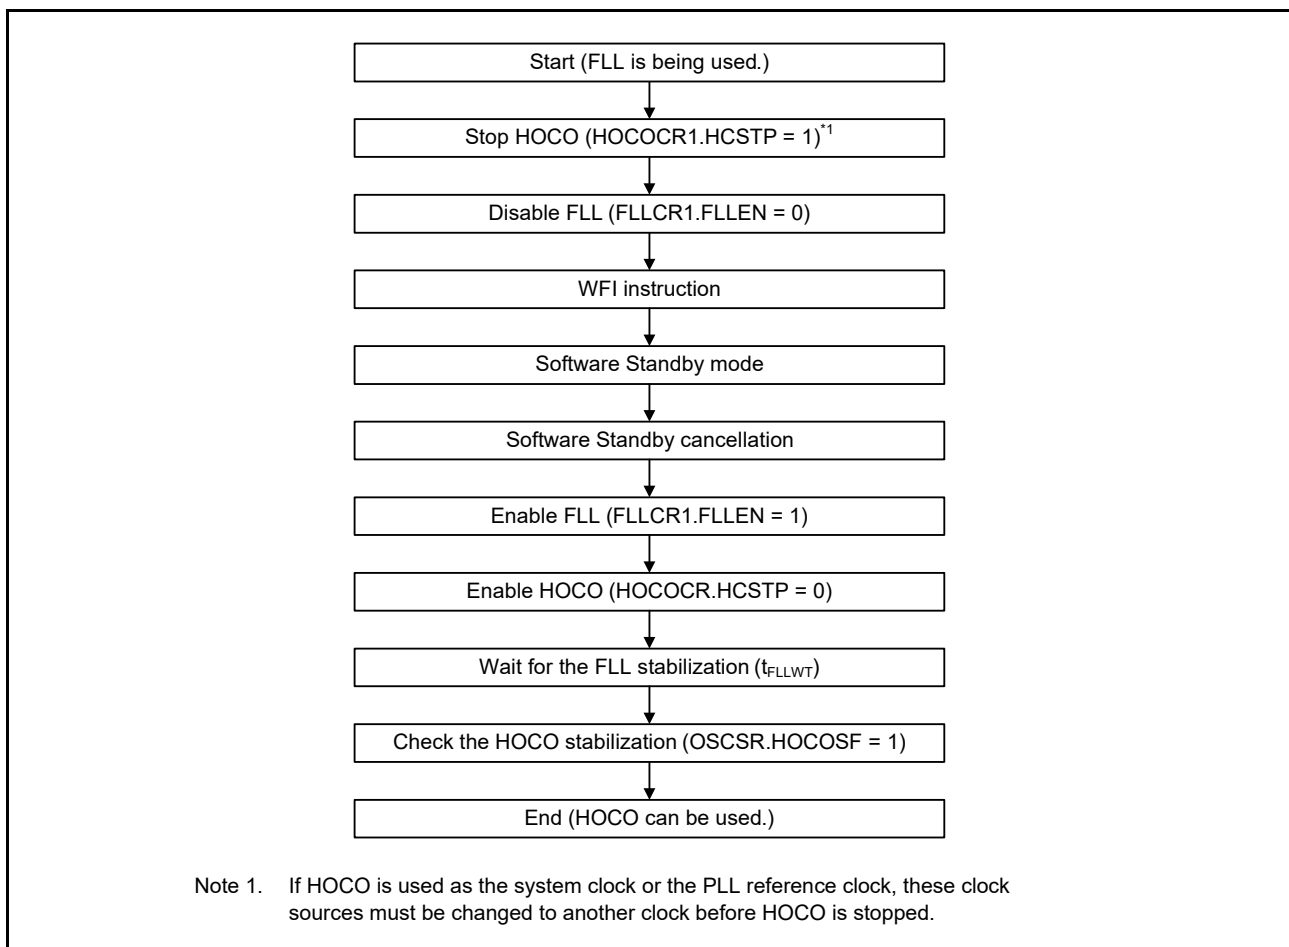 Start (FLL is being used.)
Stop HOCO (HOCOCR1.HCSTP = 1)*1
Disable FLL (FLLCR1.FLLEN = 0)
WFI instruction
Software Standby mode
Software Standby cancellation
Enable FLL (FLLCR1.FLLEN = 1)
Enable HOCO (HOCOCR.HCSTP = 0)
Wait for the FLL stabilization (tFLLWT)
Check the HOCO stabilization (OSCSR.HOCOSF = 1)
End (HOCO can be used.)
Note 1. If HOCO is used as the system clock or the PLL reference clock, these clock
sources must be changed to another clock before HOCO is stopped.